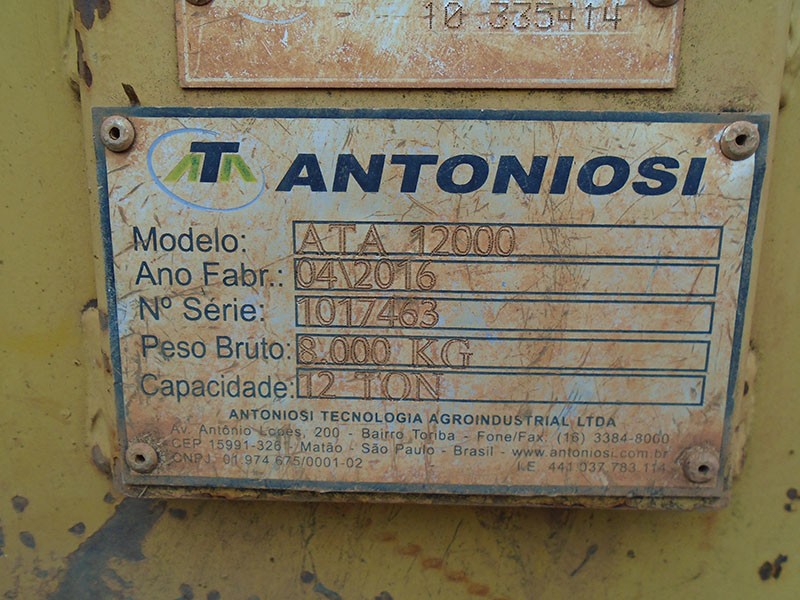 10.335414
ATA ANTONIOSI
Modelo: ATA 12000
Ano Fabr.: 04\2016
Nº Série: 1017463
Peso Bruto: 8.000 KG
Capacidade: 12 TON
ANTONIOSI TECNOLOGIA AGROINDUSTRIAL LTDA
Av. Antônio Lopes, 200 - Bairro Toriba - Fone/Fax. (16) 3384-8000
CEP 15991-326 - Matão - São Paulo - Brasil - www.antoniosi.com.br
CNPJ. 01.974.675/0001-02 I.E. 441.037.783.114